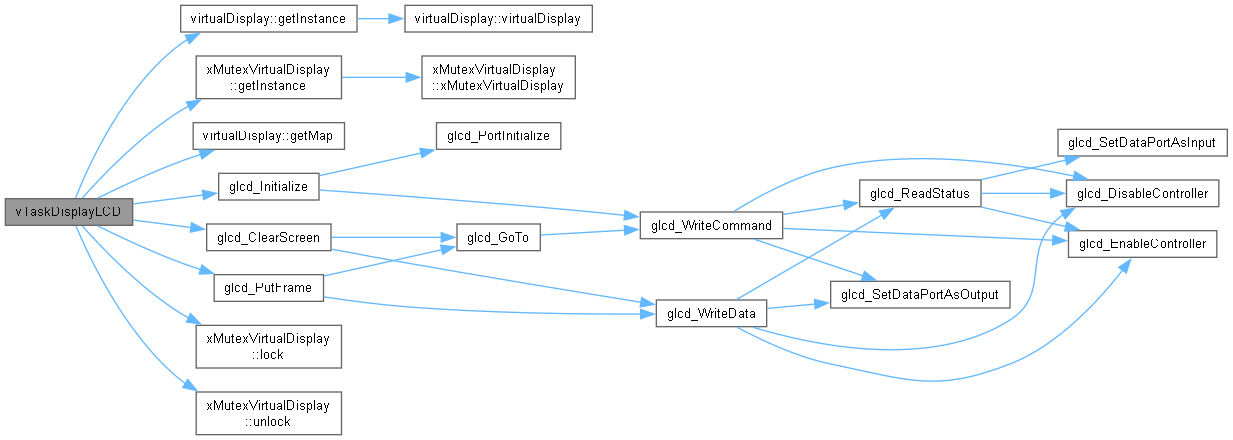 virtualDisplay::getInstance
virtualDisplay::virtualDisplay
xMutexVirtualDisplay
::getInstance
xMutexVirtualDisplay
::xMutexVirtualDisplay
virtualDisplay::getMap
glcd_PortInitialize
glcd_Initialize
vTaskDisplayLCD
glcd_ClearScreen
glcd_GoTo
glcd_PutFrame
xMutexVirtualDisplay
::lock
xMutexVirtualDisplay
::unlock
glcd_WriteCommand
glcd_WriteData
glcd_ReadStatus
glcd_SetDataPortAsOutput
glcd_SetDataPortAsInput
glcd_DisableController
glcd_EnableController